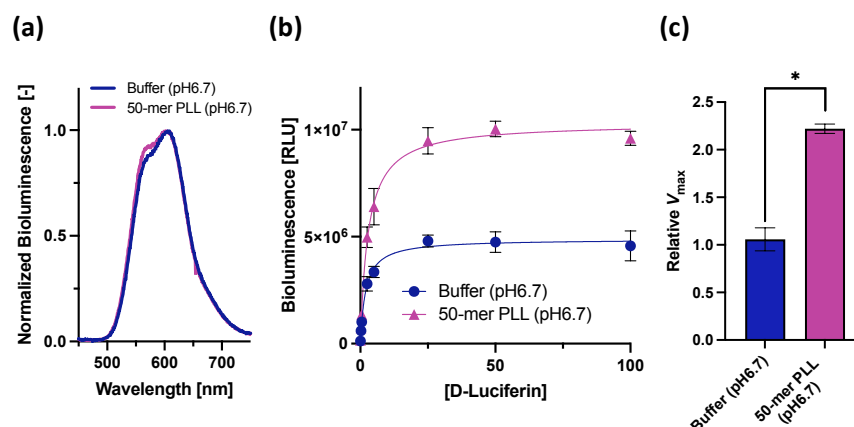 (a)
Buffer (pH6.7)
50-mer PLL (pH6.7)
Normalized Bioluminescence [-]
1.0
0.5
0.0
500
600
700
Wavelength [nm]
(b)
Bioluminescence [RLU]
1×10⁷
5×10⁶
0
Buffer (pH6.7)
50-mer PLL (pH6.7)
0
50
100
[D-Luciferin]
(c)
*
Relative Vmax
2.5
2.0
1.5
1.0
0.5
0.0
Buffer (pH6.7)
50-mer PLL
(pH6.7)